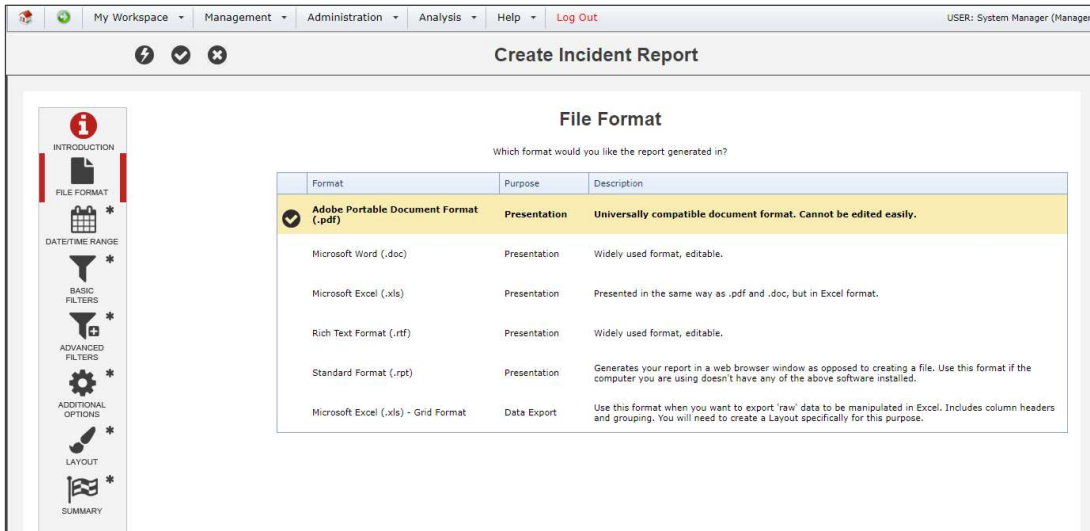 My Workspace Management Administration Analysis Help Log Out USER: System Manager (Manager
Create Incident Report
INTRODUCTION
FILE FORMAT
*
DATE/TIME RANGE
*
BASIC
FILTERS
*
ADVANCED
FILTERS
*
ADDITIONAL
OPTIONS
*
LAYOUT
*
SUMMARY
File Format
Which format would you like the report generated in?
Format Purpose Description
Adobe Portable Document Format
(.pdf)
Presentation Universally compatible document format. Cannot be edited easily.
Microsoft Word (.doc) Presentation Widely used format, editable.
Microsoft Excel (.xls) Presentation Presented in the same way as .pdf and .doc, but in Excel format.
Rich Text Format (.rtf) Presentation Widely used format, editable.
Standard Format (.rpt) Presentation Generates your report in a web browser window as opposed to creating a file. Use this format if the
computer you are using doesn't have any of the above software installed.
Microsoft Excel (.xls) - Grid Format Data Export Use this format when you want to export 'raw' data to be manipulated in Excel. Includes column headers
and grouping. You will need to create a Layout specifically for this purpose.